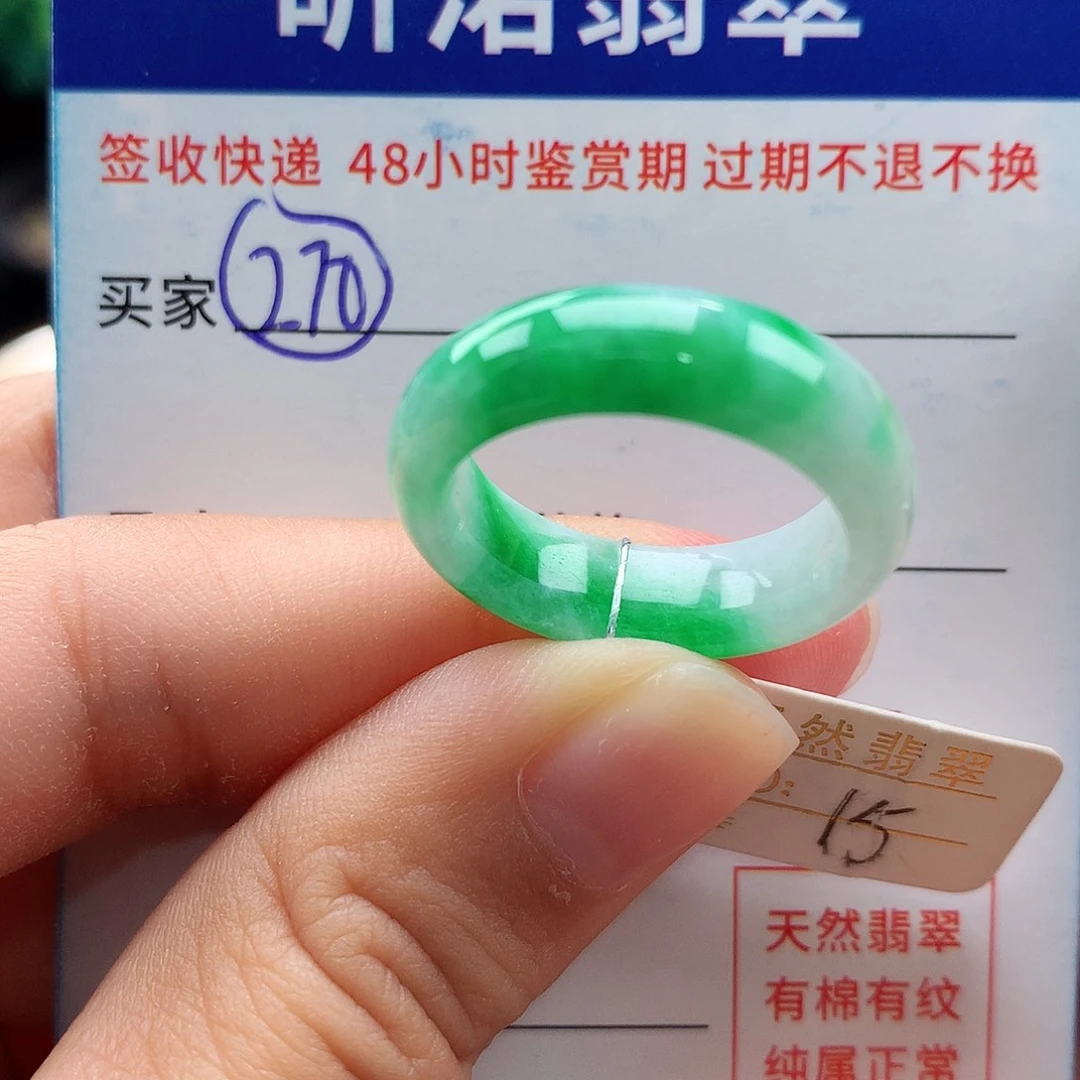 听诺翡翠
签收快递 48小时鉴赏期 过期不退不换
买家 270
然翡翠
15
天然翡翠
有棉有纹
纯属正常